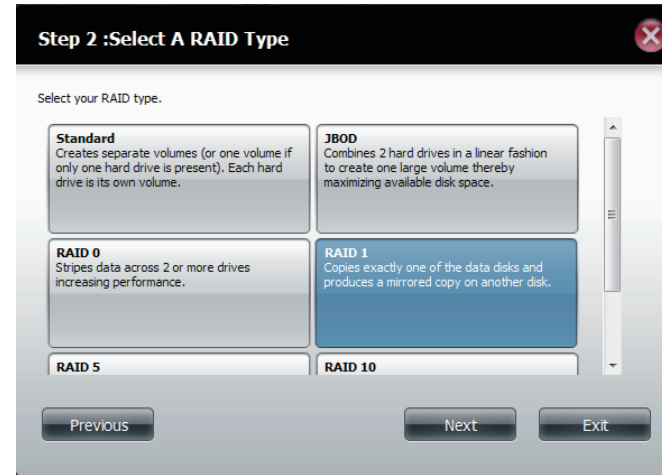 Step 2 :Select A RAID Type
Select your RAID type.
Standard
Creates separate volumes (or one volume if
only one hard drive is present). Each hard
drive is its own volume.
JBOD
Combines 2 hard drives in a linear fashion
to create one large volume thereby
maximizing available disk space.
RAID 0
Stripes data across 2 or more drives
increasing performance.
RAID 1
Copies exactly one of the data disks and
produces a mirrored copy on another disk.
RAID 5
RAID 10
Previous
Next
Exit